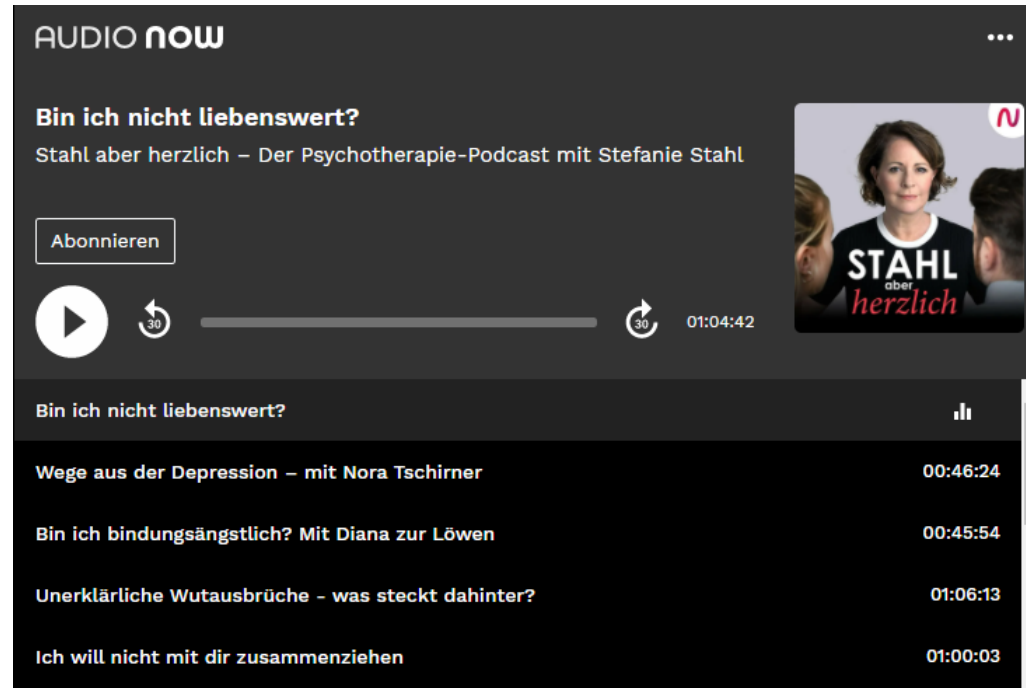 AUDIO NOW
Bin ich nicht liebenswert?
Stahl aber herzlich – Der Psychotherapie-Podcast mit Stefanie Stahl
Abonnieren
30
30
01:04:42
N
STAHL
aber
herzlich
Bin ich nicht liebenswert?
Wege aus der Depression – mit Nora Tschirner 00:46:24
Bin ich bindungsängstlich? Mit Diana zur Löwen 00:45:54
Unerklärliche Wutausbrüche - was steckt dahinter? 01:06:13
Ich will nicht mit dir zusammenziehen 01:00:03